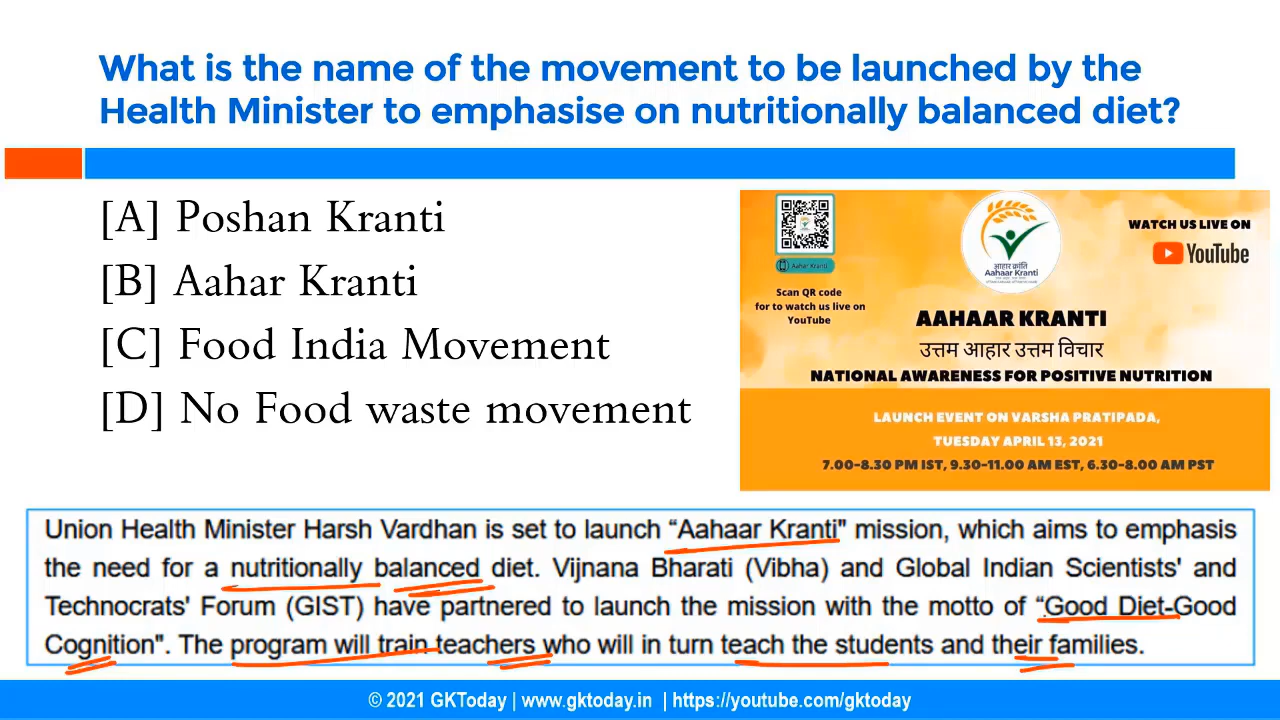 What is the name of the movement to be launched by the
Health Minister to emphasise on nutritionally balanced diet?
[A] Poshan Kranti
[B] Aahar Kranti
[C] Food India Movement
[D] No Food waste movement
Aahar Kranti
Scan QR code
for to watch us live on
YouTube
आहार क्रांति
Aahaar Kranti
WATCH US LIVE ON
YouTube
AAHAAR KRANTI
उत्तम आहार उत्तम विचार
NATIONAL AWARENESS FOR POSITIVE NUTRITION
LAUNCH EVENT ON VARSHA PRATIPADA,
TUESDAY APRIL 13, 2021
7.00-8.30 PM IST, 9.30-11.00 AM EST, 6.30-8.00 AM PST
Union Health Minister Harsh Vardhan is set to launch “Aahaar Kranti" mission, which aims to emphasis
the need for a nutritionally balanced diet. Vijnana Bharati (Vibha) and Global Indian Scientists' and
Technocrats' Forum (GIST) have partnered to launch the mission with the motto of “Good Diet-Good
Cognition". The program will train teachers who will in turn teach the students and their families.
© 2021 GKToday | www.gktoday.in | https://youtube.com/gktoday